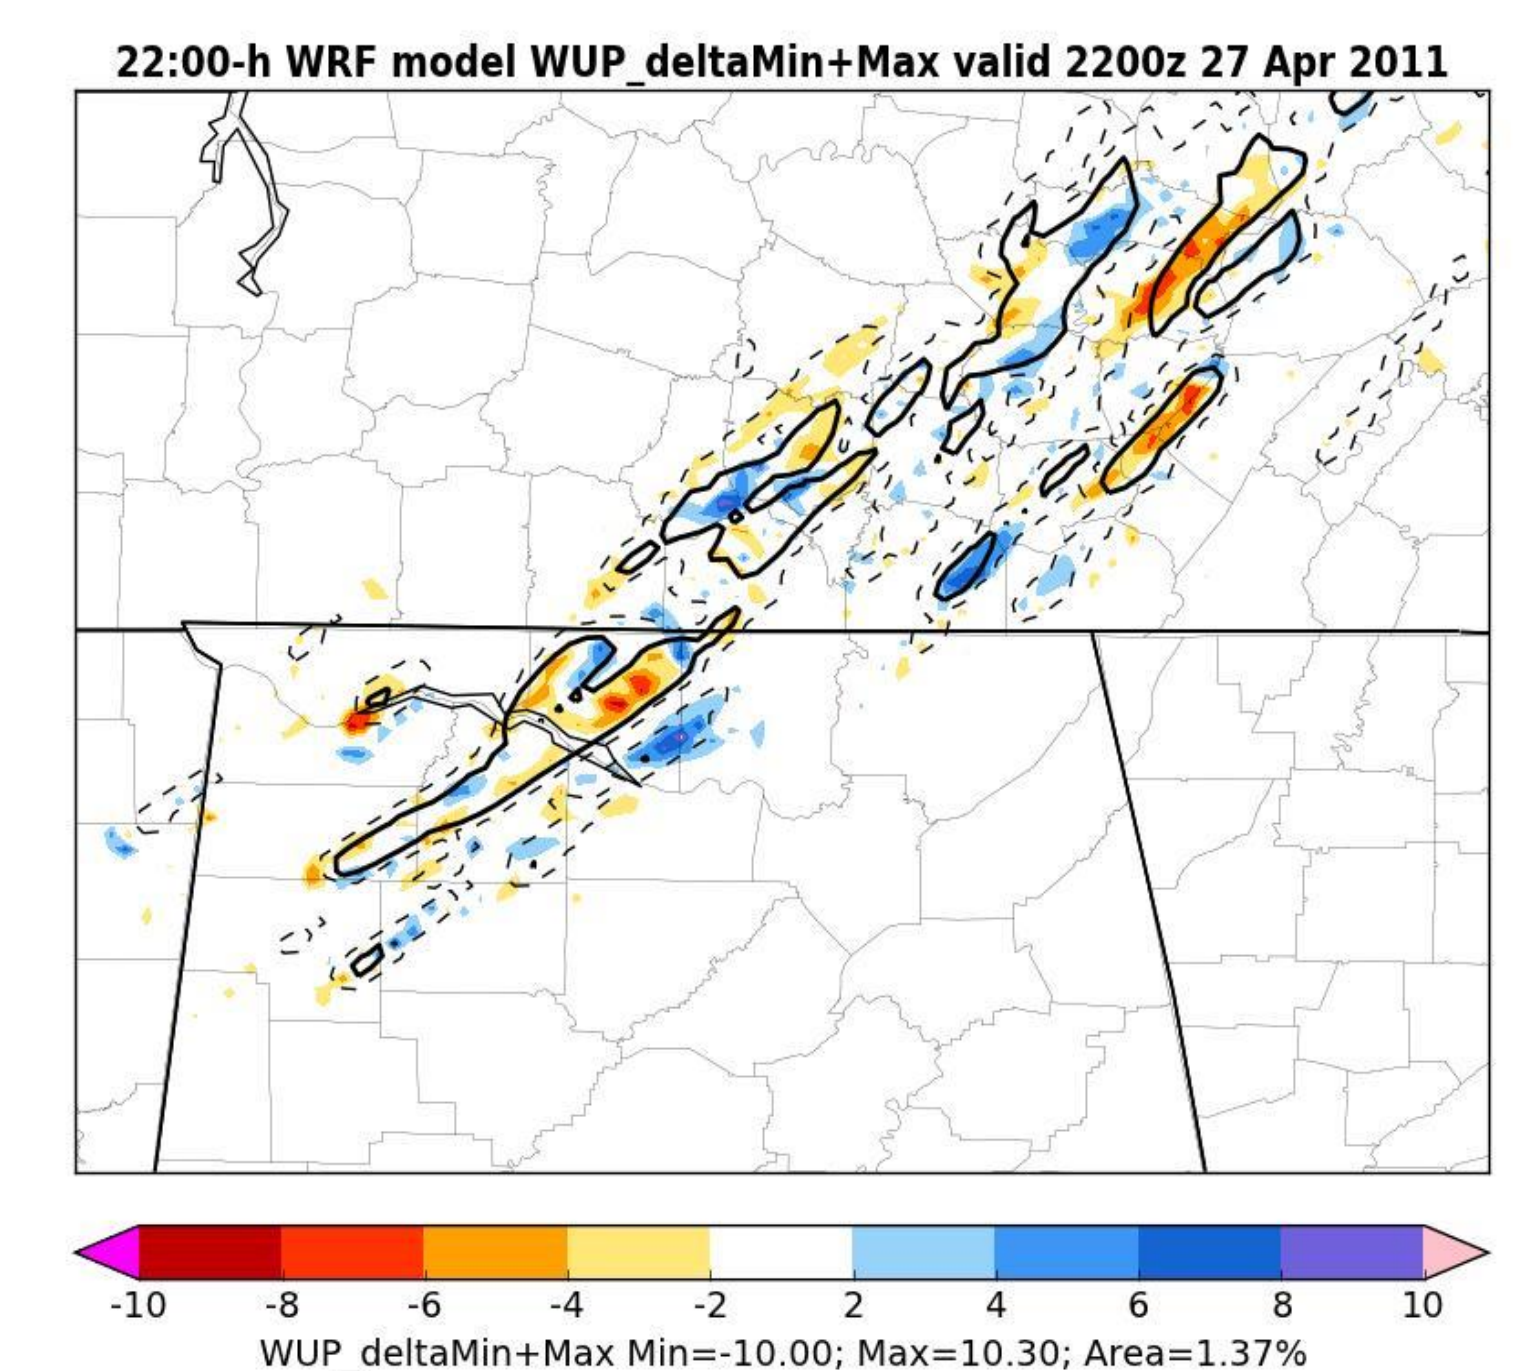 22:00-h WRF model WUP_deltaMin+Max valid 2200z 27 Apr 2011
-10 -8 -6 -4 -2 2 4 6 8 10
WUP_deltaMin+Max Min=-10.00; Max=10.30; Area=1.37%